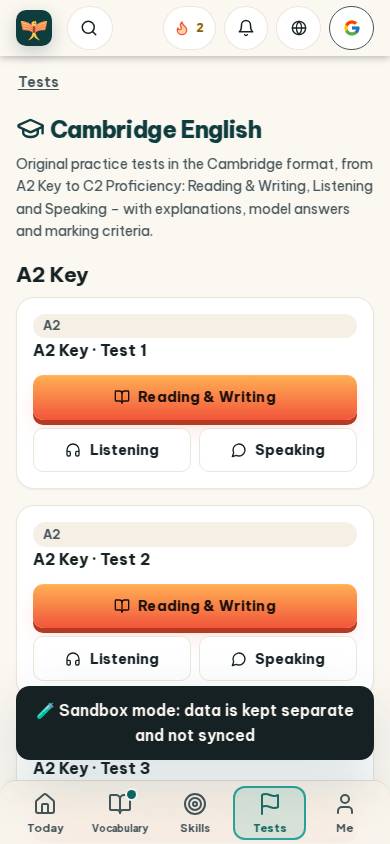 2
Tests
Cambridge English
Original practice tests in the Cambridge format, from
A2 Key to C2 Proficiency: Reading & Writing, Listening
and Speaking – with explanations, model answers
and marking criteria.
A2 Key
A2
A2 Key · Test 1
Reading & Writing
Listening
Speaking
A2
A2 Key · Test 2
Reading & Writing
Listening
Speaking
🧪 Sandbox mode: data is kept separate
and not synced
A2 Key · Test 3
Today
Vocabulary
Skills
Tests
Me